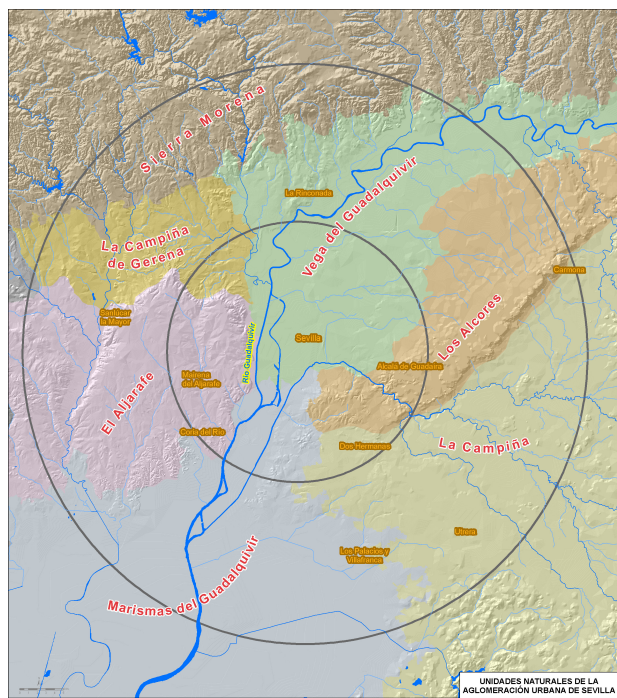 Sierra Morena
La Rinconada
Vega del Guadalquivir
La Campiña
de Gerena
Carmona
Sanlúcar
la Mayor
Río Guadalquivir
Sevilla
Los Alcores
Alcalá de Guadaira
Mairena
del Aljarafe
El Aljarafe
Coria del Río
Dos Hermanas
La Campiña
Utrera
Los Palacios y
Villafranca
Marismas del Guadalquivir
UNIDADES NATURALES DE LA
AGLOMERACIÓN URBANA DE SEVILLA